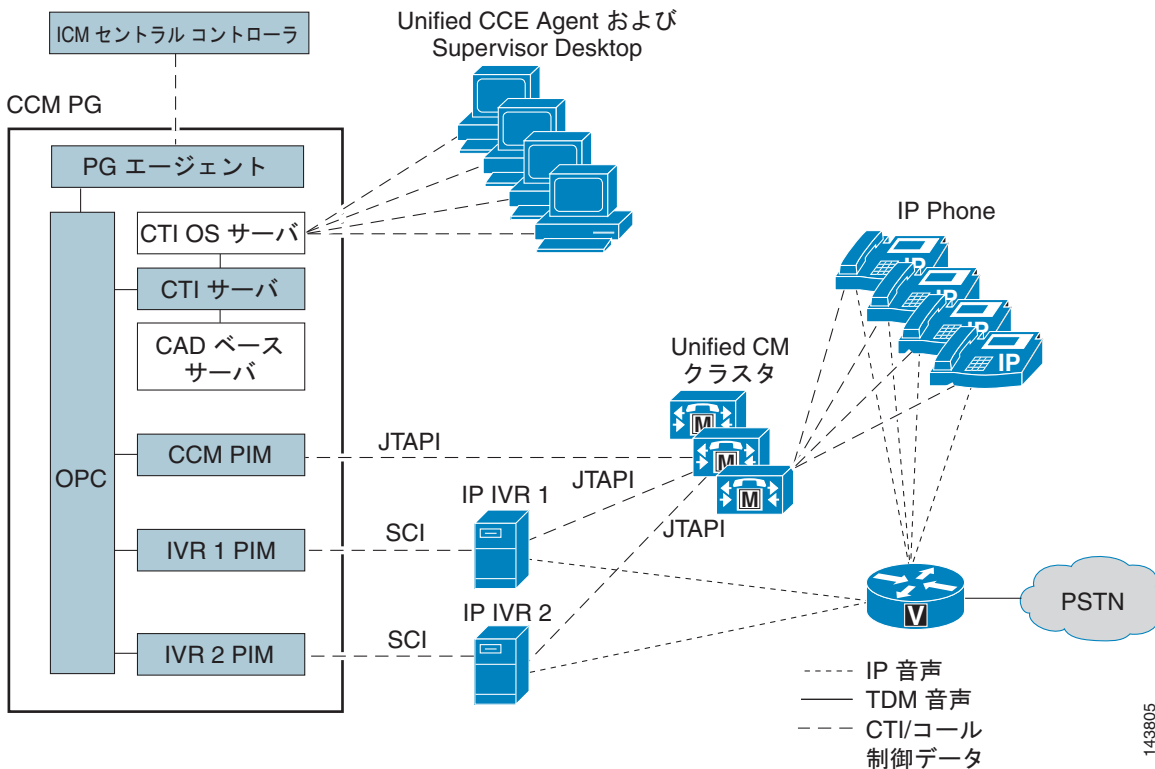 ICM セントラル コントローラ
Unified CCE Agent および
Supervisor Desktop
CCM PG
PG エージェント
CTI OS サーバ
CTI サーバ
CAD ベース
サーバ
OPC
CCM PIM
IVR 1 PIM
IVR 2 PIM
JTAPI
JTAPI
JTAPI
SCI
SCI
IP IVR 1
IP IVR 2
Unified CM
クラスタ
M
M
M
IP Phone
IP
IP
IP
IP
V
PSTN
IP 音声
TDM 音声
CTI/コール
制御データ
143805